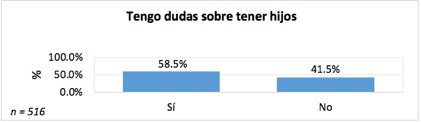 Tengo dudas sobre tener hijos
100.0%
58.5%
41.5%
50.0%
%
0.0%
Sí
No
n = 516